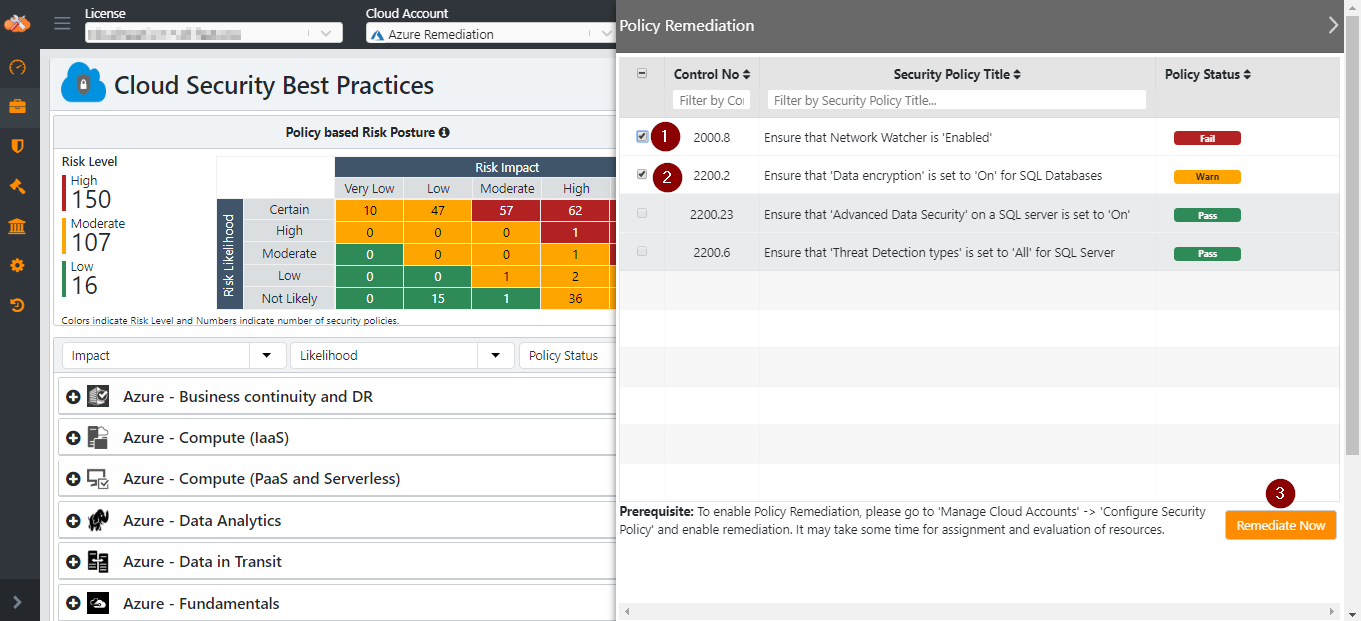 License
Cloud Account
Azure Remediation
Cloud Security Best Practices
Policy based Risk Posture
Risk Level
High
150
Moderate
107
Low
16
Risk Impact
Very Low Low Moderate High
Risk Likelihood
Certain 10 47 57 62
High 0 0 0 1
Moderate 0 0 0 1
Low 0 0 1 2
Not Likely 0 15 1 36
Colors indicate Risk Level and Numbers indicate number of security policies.
Impact Likelihood Policy Status
Azure - Business continuity and DR
Azure - Compute (IaaS)
Azure - Compute (PaaS and Serverless)
Azure - Data Analytics
Azure - Data in Transit
Azure - Fundamentals
Policy Remediation
Control No Security Policy Title Policy Status
Filter by Co Filter by Security Policy Title...
1 2000.8 Ensure that Network Watcher is 'Enabled' Fail
2 2200.2 Ensure that 'Data encryption' is set to 'On' for SQL Databases Warn
2200.23 Ensure that 'Advanced Data Security' on a SQL server is set to 'On' Pass
2200.6 Ensure that 'Threat Detection types' is set to 'All' for SQL Server Pass
3
Prerequisite: To enable Policy Remediation, please go to 'Manage Cloud Accounts' -> 'Configure Security
Policy' and enable remediation. It may take some time for assignment and evaluation of resources.
Remediate Now